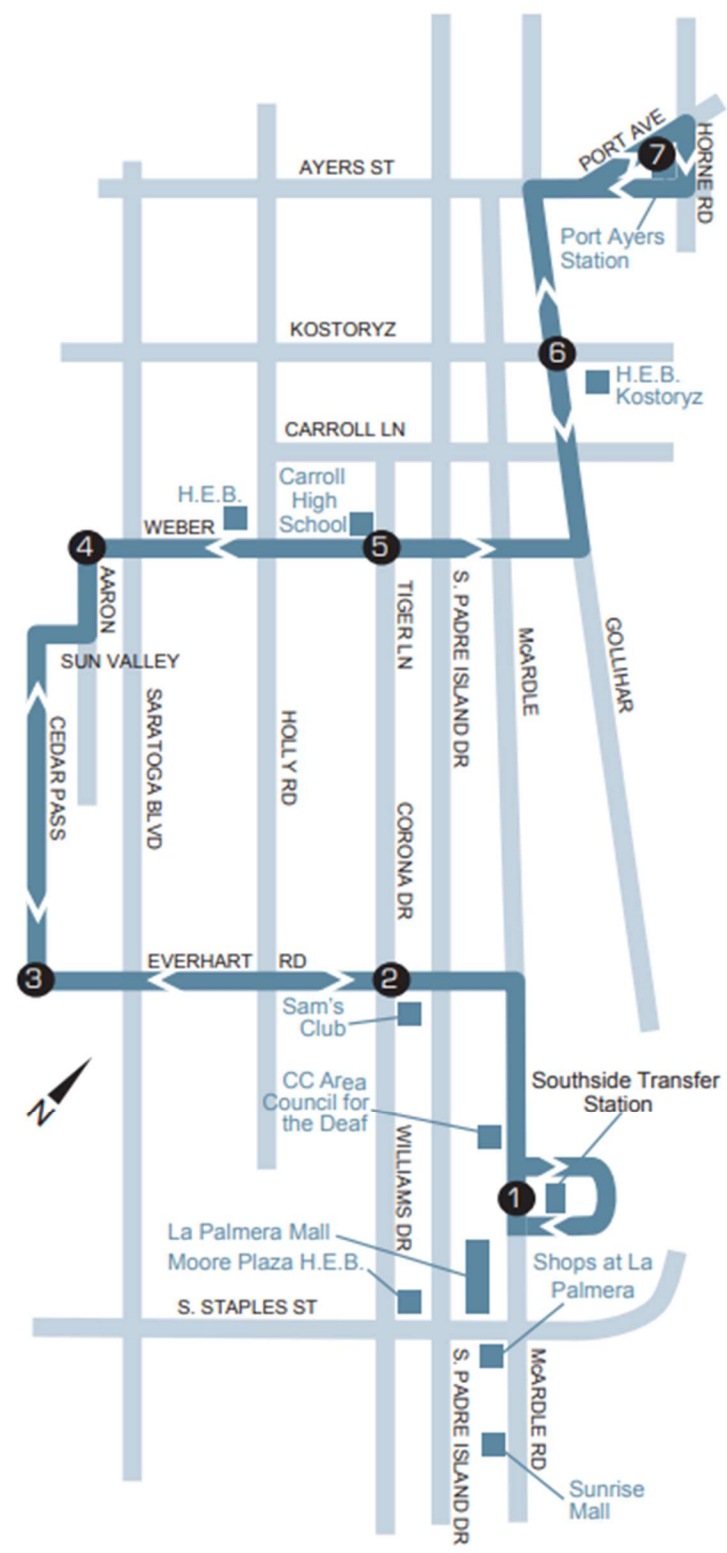 PORT AVE
7
HORNE RD
AYERS ST
Port Ayers
Station
KOSTORYZ
6
H.E.B.
Kostoryz
CARROLL LN
H.E.B.
Carroll
High
School
WEBER
4
5
AARON
TIGER LN
S. PADRE ISLAND DR
McARDLE
GOLLIHAR
SUN VALLEY
CEDAR PASS
SARATOGA BLVD
HOLLY RD
CORONA DR
EVERHART RD
3
2
Sam's
Club
N
CC Area
Council for
the Deaf
Southside Transfer
Station
WILLIAMS DR
1
La Palmera Mall
Moore Plaza H.E.B.
Shops at La
Palmera
S. STAPLES ST
S. PADRE ISLAND DR
McARDLE RD
Sunrise
Mall